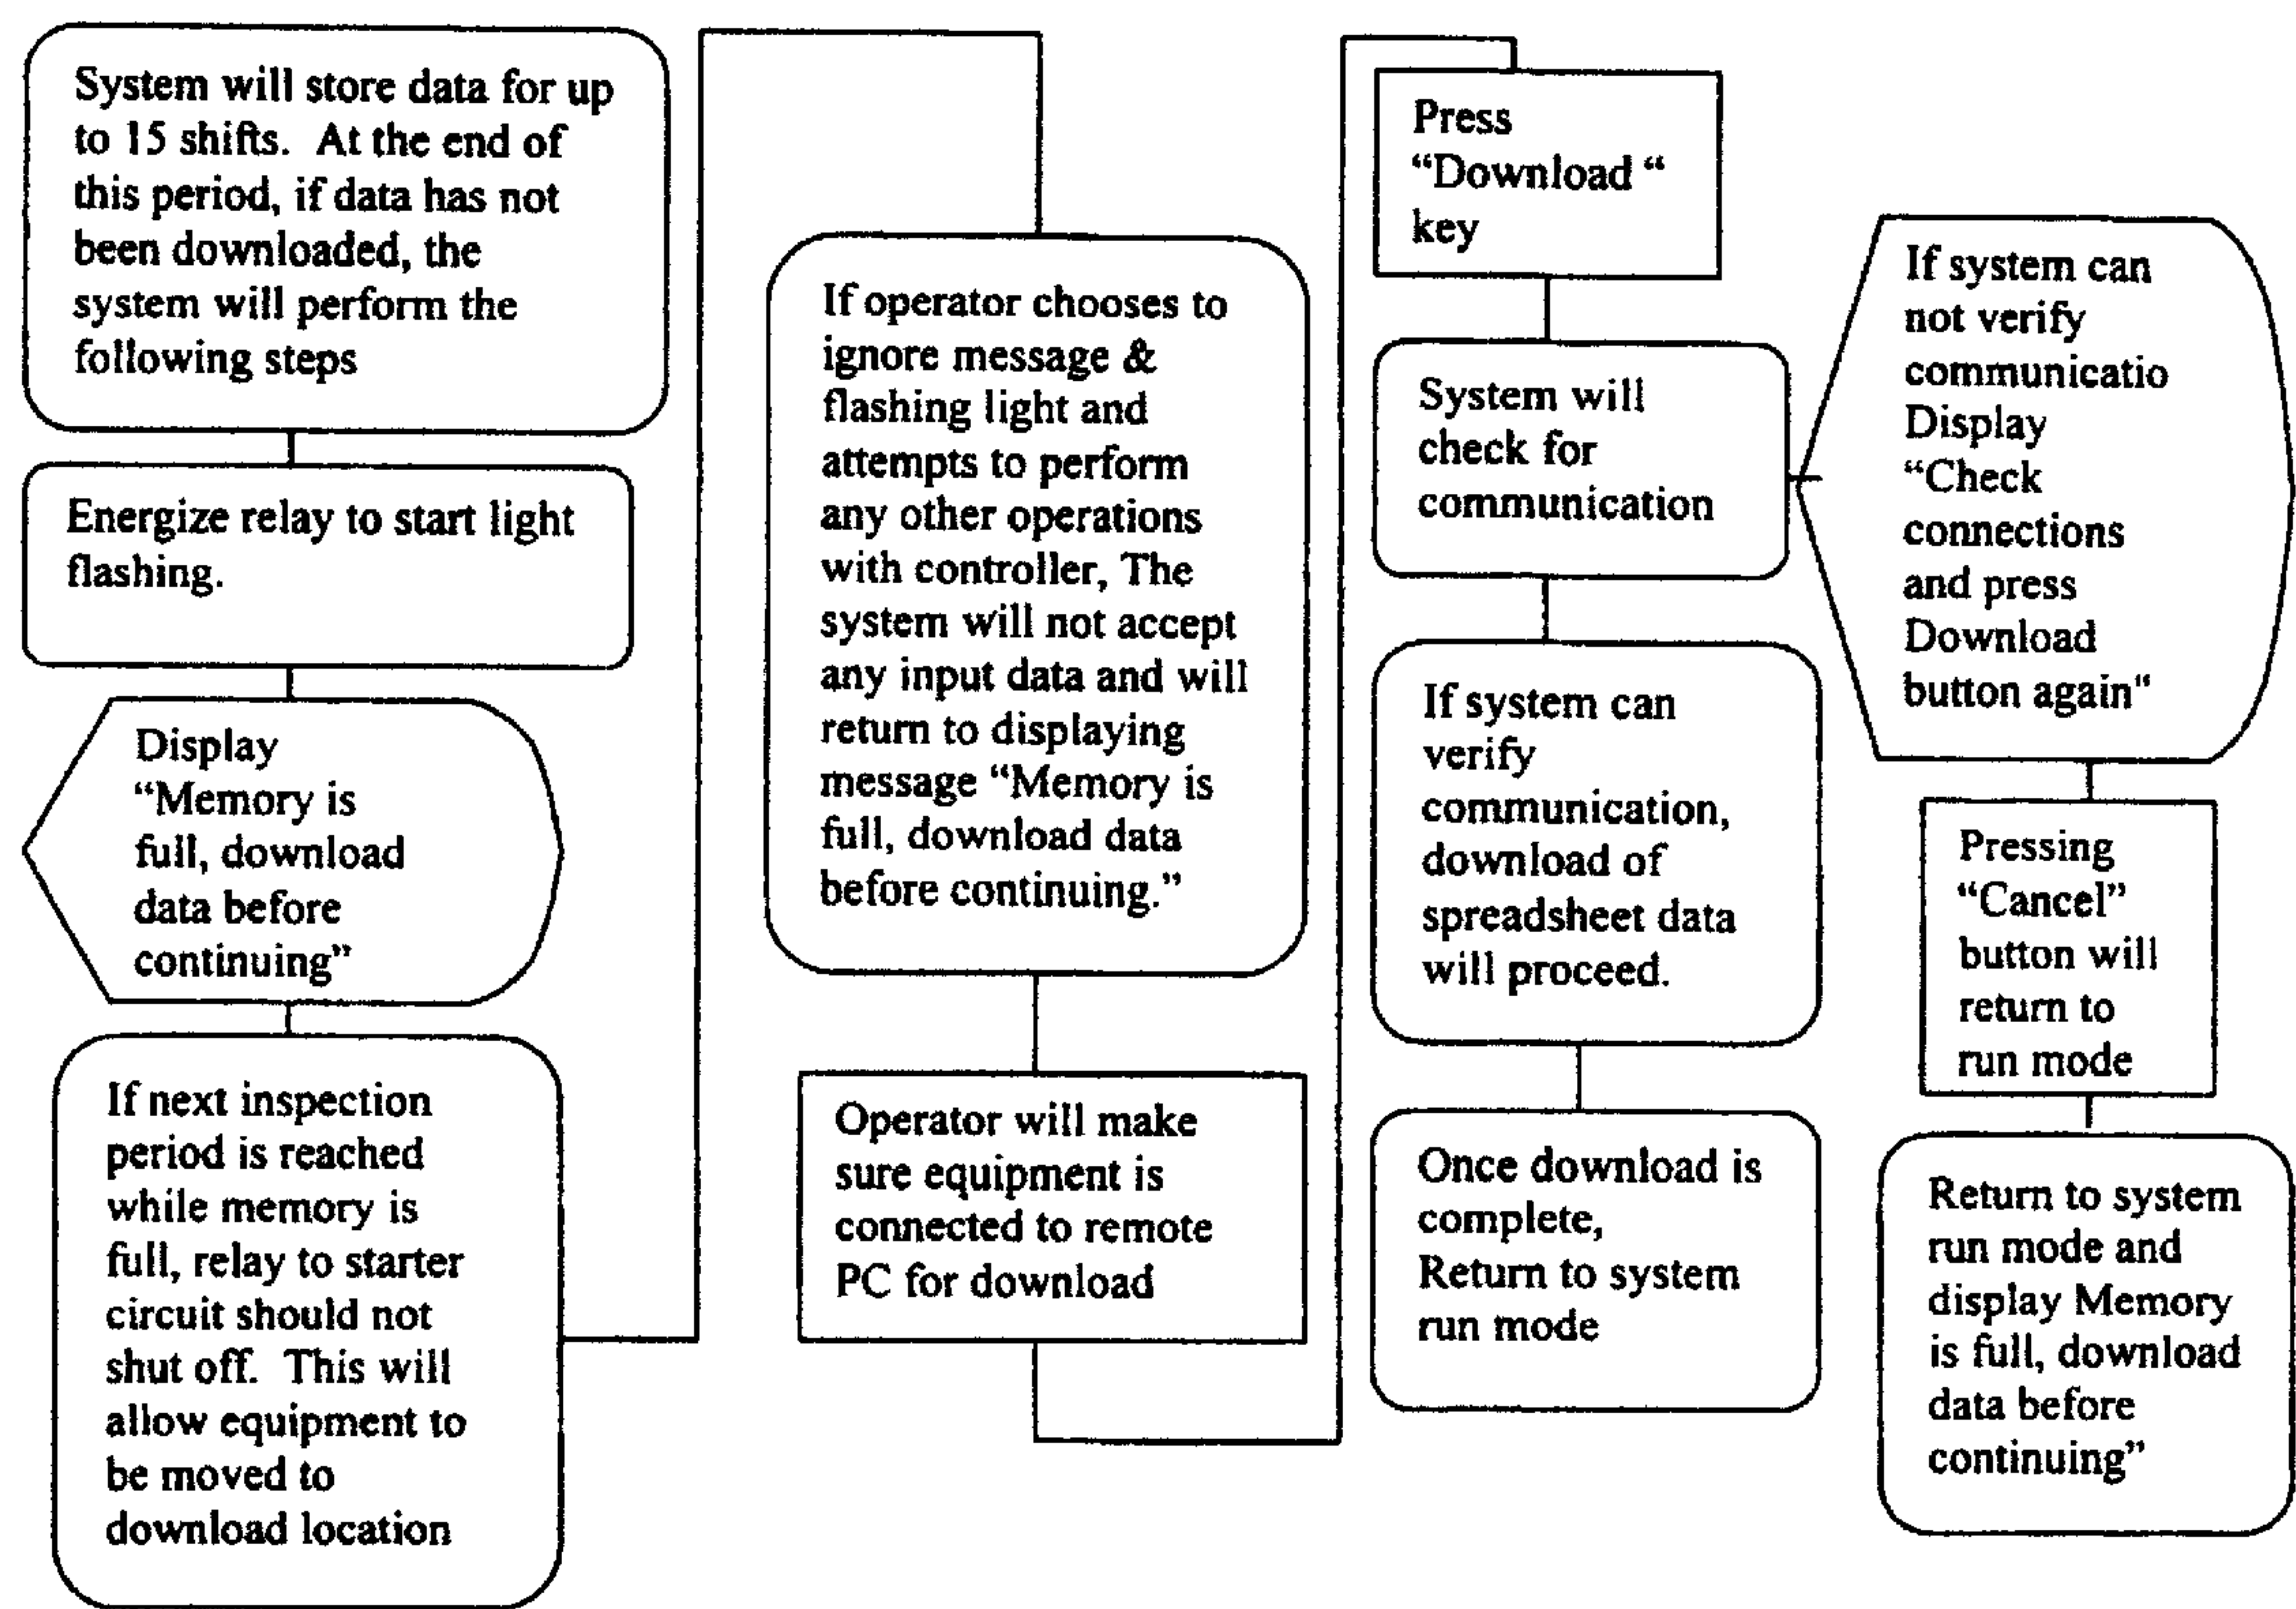 System will store data for up
to 15 shifts.  At the end of
this period, if data has not
been downloaded, the
system will perform the
following steps
Energize relay to start light
flashing.
Display
“Memory is
full, download
data before
continuing”
If next inspection
period is reached
while memory is
full, relay to starter
circuit should not
shut off.  This will
allow equipment to
be moved to
download location
If operator chooses to
ignore message &
flashing light and
attempts to perform
any other operations
with controller, The
system will not accept
any input data and will
return to displaying
message “Memory is
full, download data
before continuing.”
Operator will make
sure equipment is
connected to remote
PC for download
Press
“Download “
key
System will
check for
communication
If system can
verify
communication,
download of
spreadsheet data
will proceed.
Once download is
complete,
Return to system
run mode
If system can
not verify
communicatio
Display
“Check
connections
and press
Download
button again"
Pressing
“Cancel”
button will
return to
run mode
Return to system
run mode and
display Memory
is full, download
data before
continuing”